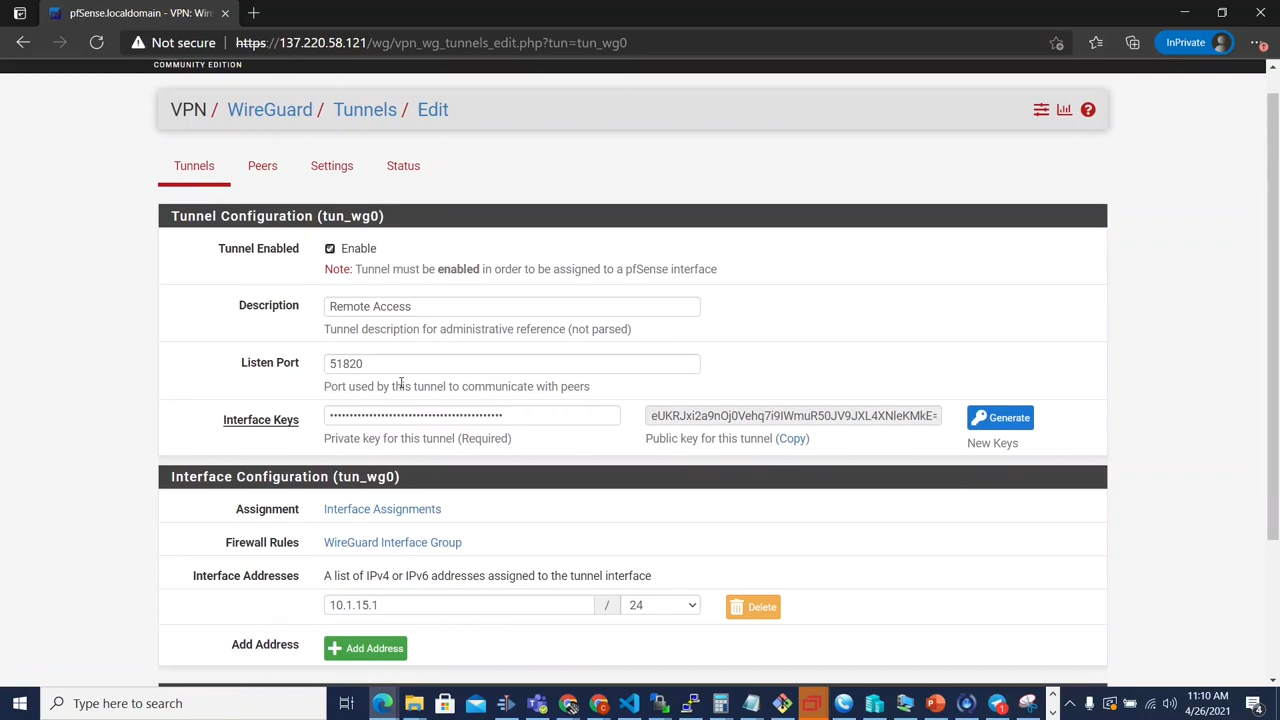 pfSense.localdomain - VPN: Wire
Not secure https://137.220.58.121/wg/vpn_wg_tunnels_edit.php?tun=tun_wg0 InPrivate
COMMUNITY EDITION
VPN / WireGuard / Tunnels / Edit
Tunnels Peers Settings Status
Tunnel Configuration (tun_wg0)
Tunnel Enabled Enable
Note: Tunnel must be enabled in order to be assigned to a pfSense interface
Description Remote Access
Tunnel description for administrative reference (not parsed)
Listen Port 51820
Port used by this tunnel to communicate with peers
Interface Keys eUKRJxi2a9nOj0Vehq7i9IWmuR50JV9JXL4XNleKMkE= Generate
Private key for this tunnel (Required) Public key for this tunnel (Copy) New Keys
Interface Configuration (tun_wg0)
Assignment Interface Assignments
Firewall Rules WireGuard Interface Group
Interface Addresses A list of IPv4 or IPv6 addresses assigned to the tunnel interface
10.1.15.1 / 24 Delete
Add Address Add Address
Type here to search 11:10 AM
4/26/2021